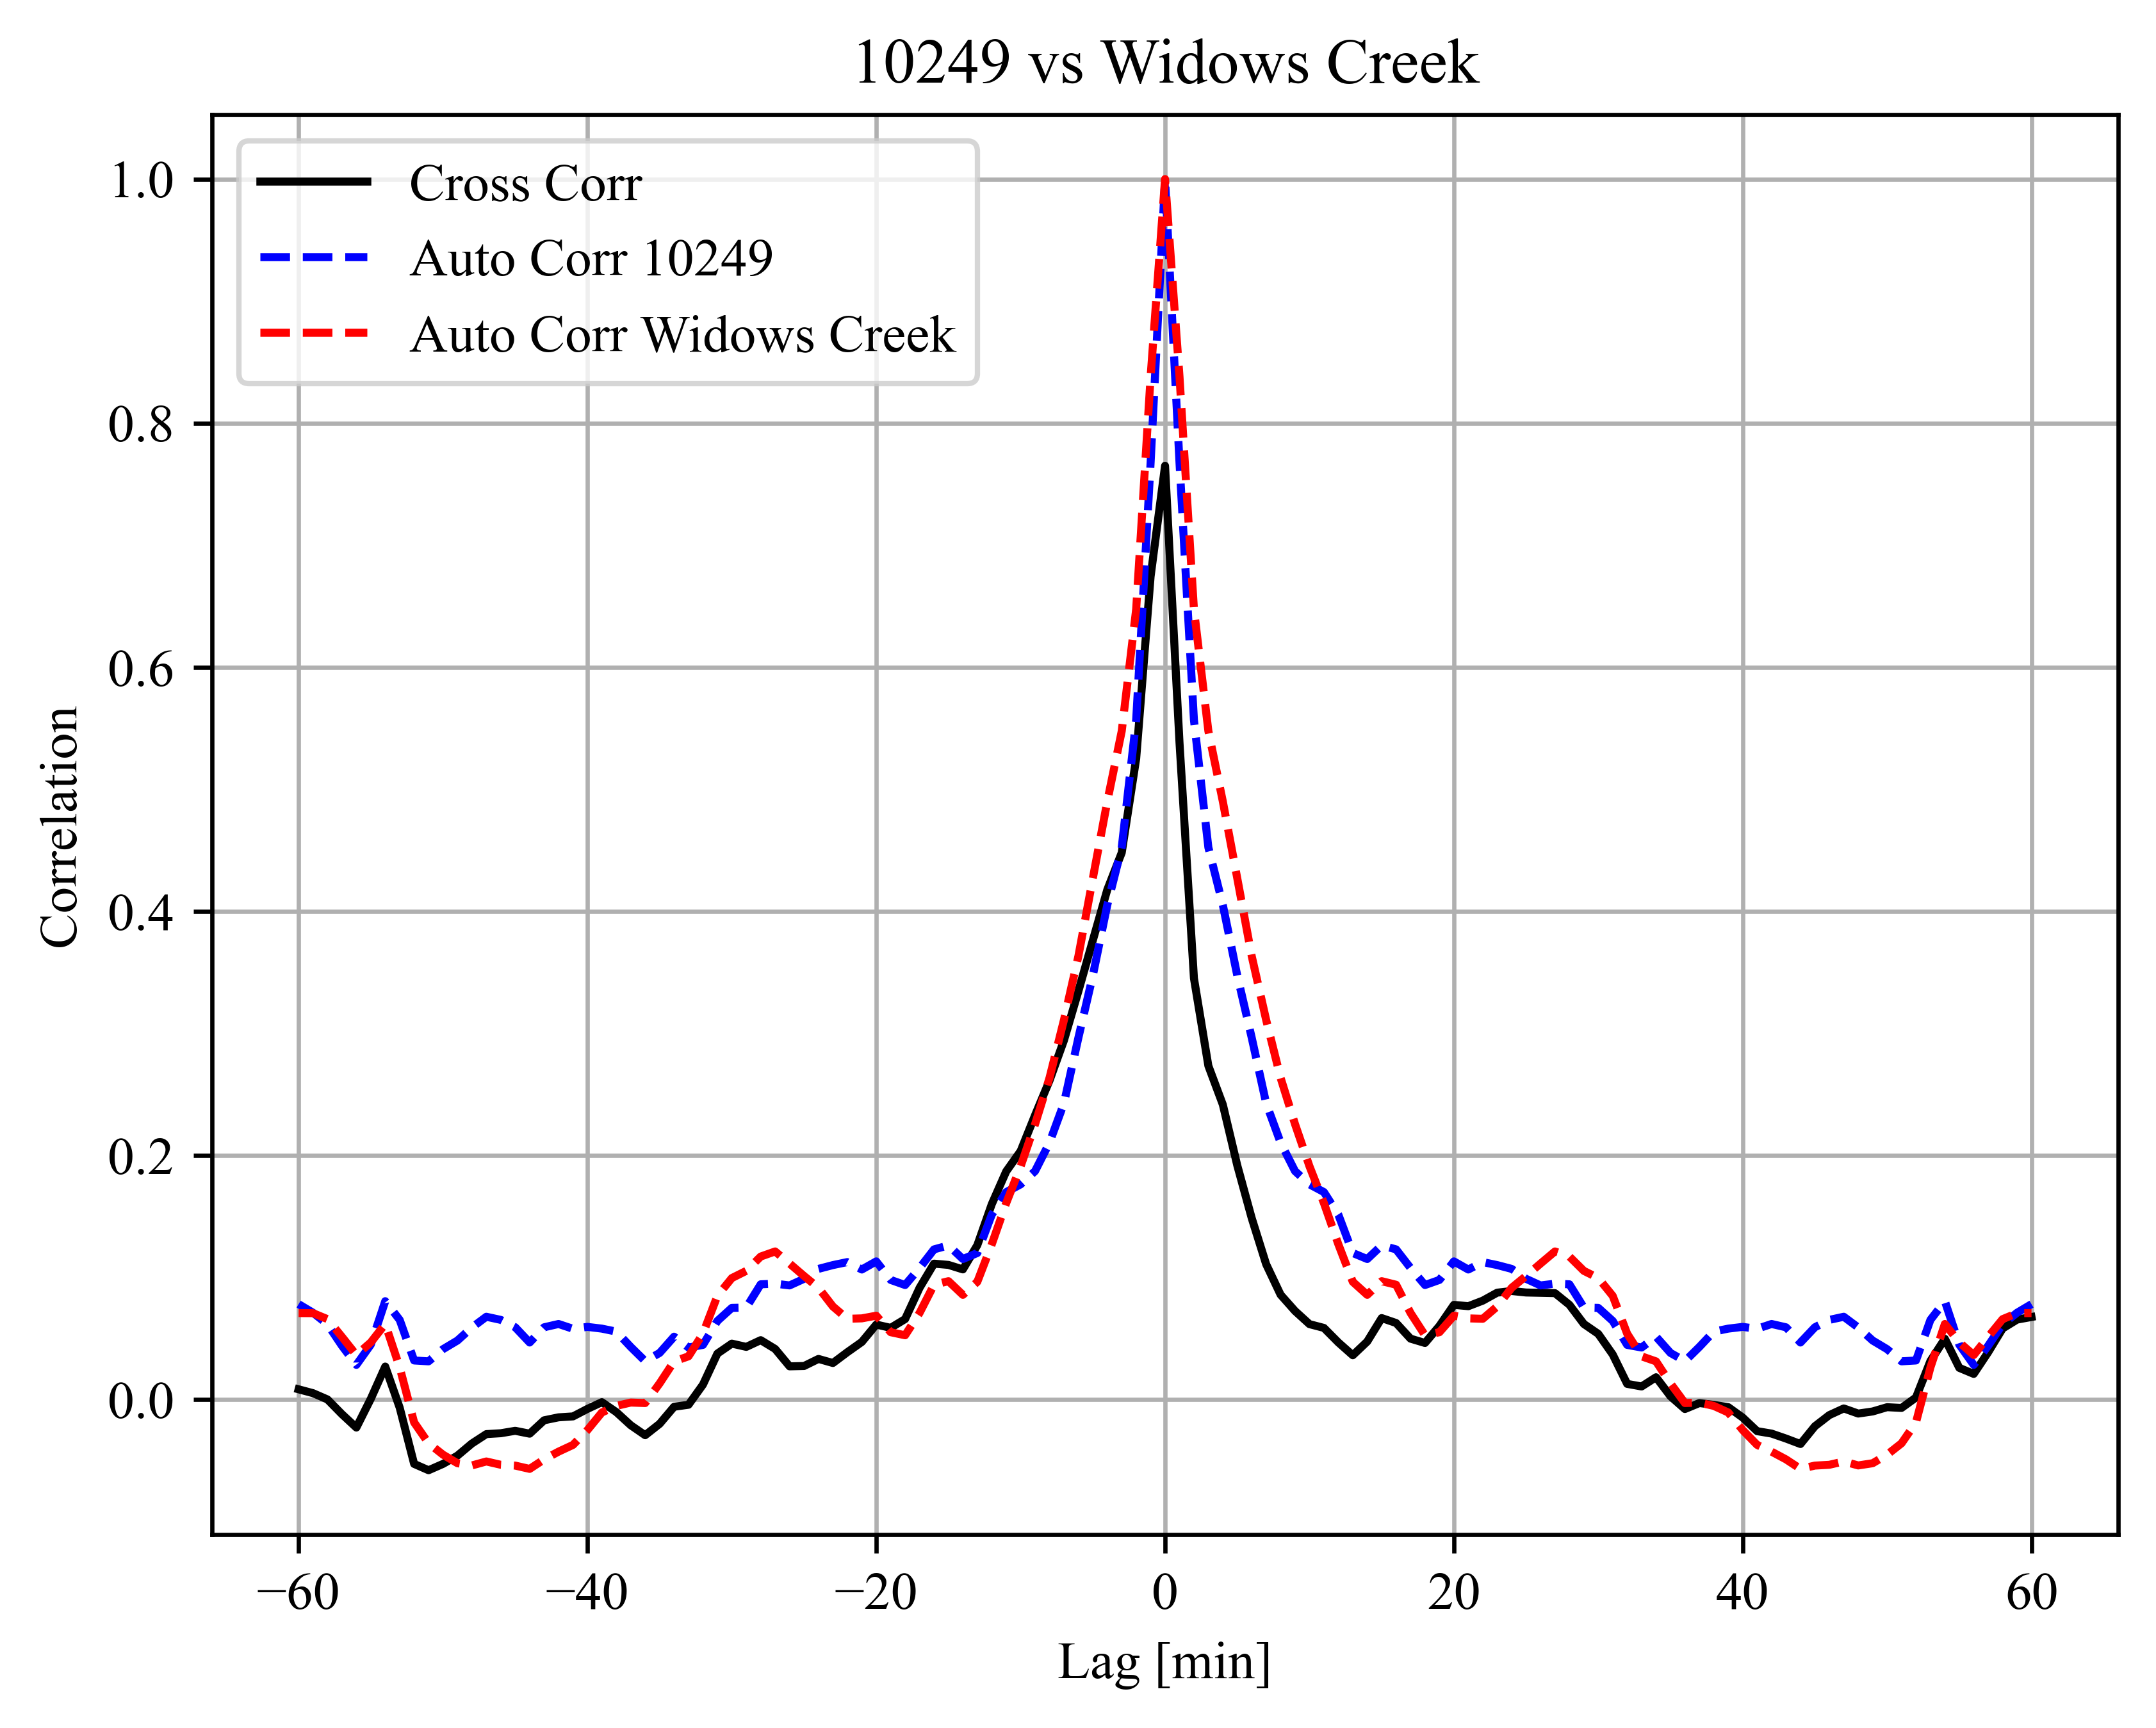 10249 vs Widows Creek
Cross Corr
Auto Corr 10249
Auto Corr Widows Creek
1.0
0.8
0.6
0.4
0.2
0.0
Correlation
−60 −40 −20 0 20 40 60
Lag [min]